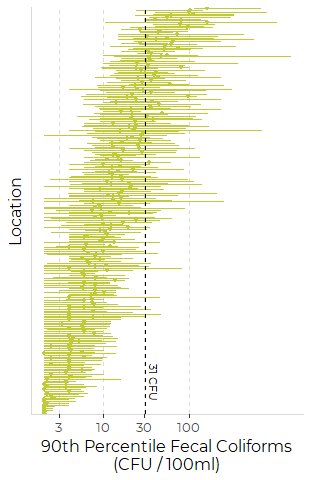 Location
31 CFU
3 10 30 100
90th Percentile Fecal Coliforms
(CFU / 100ml)